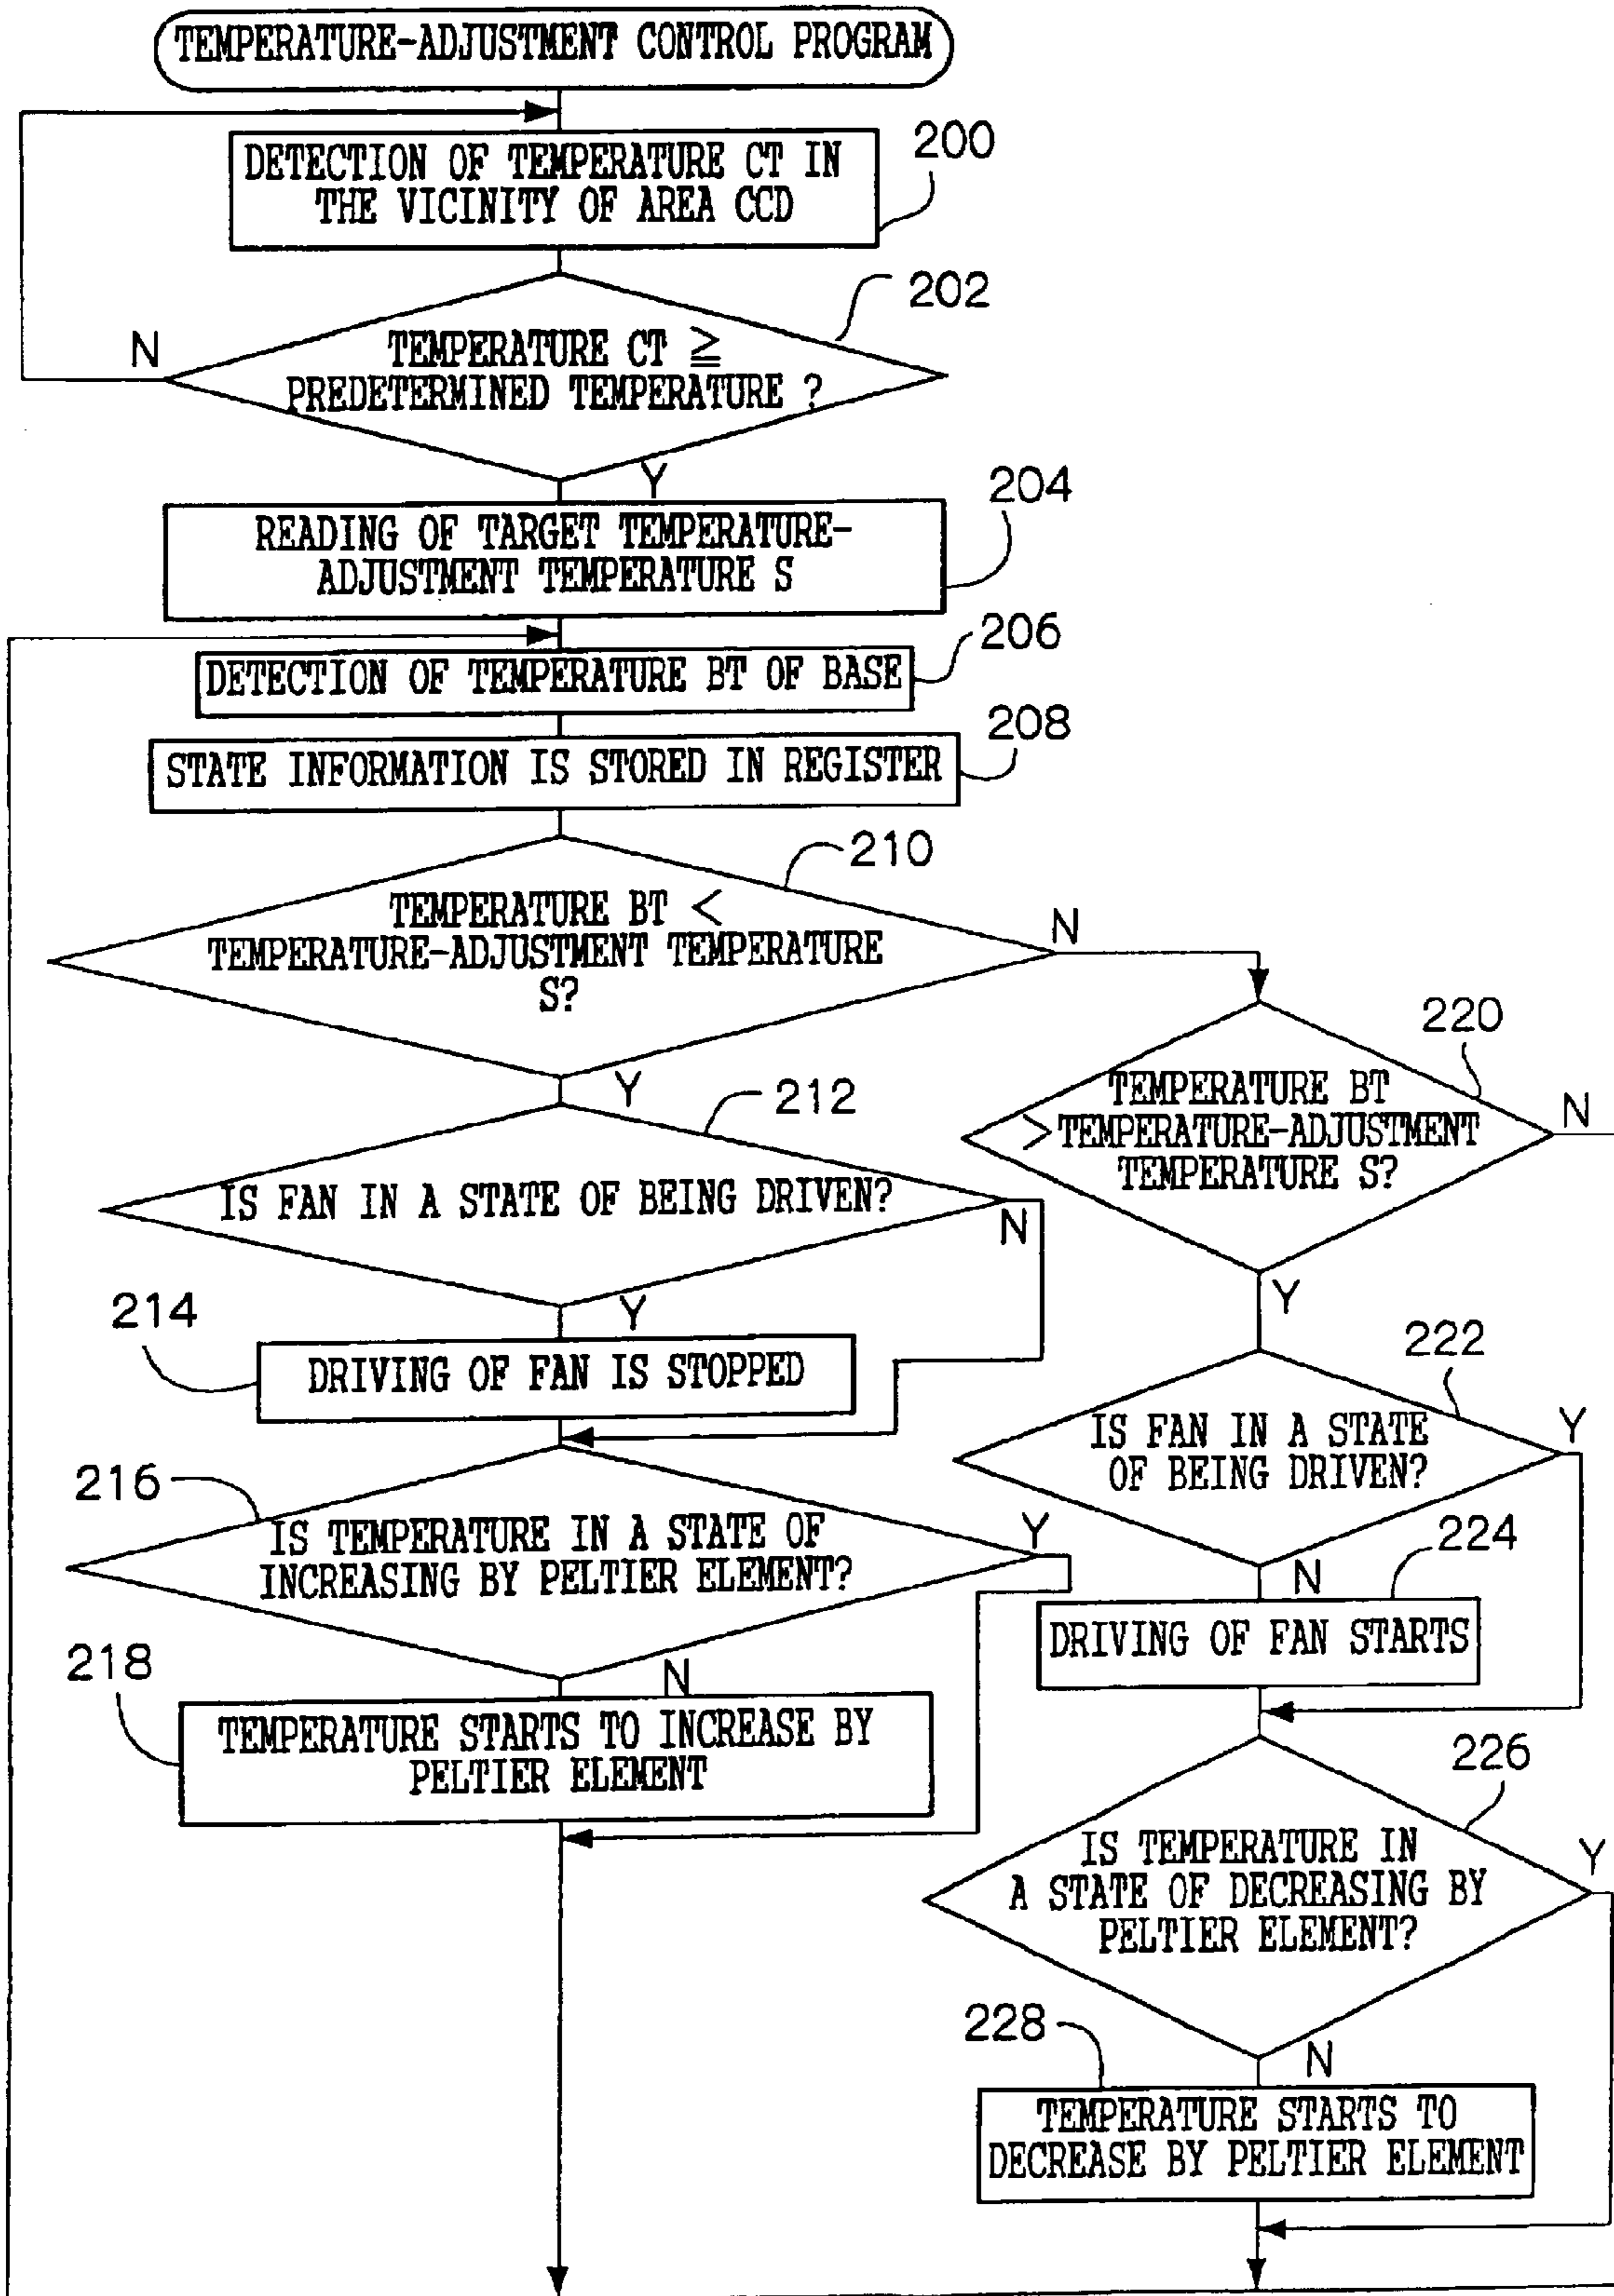 TEMPERATURE-ADJUSTMENT CONTROL PROGRAM
DETECTION OF TEMPERATURE CT IN
THE VICINITY OF AREA CCD
200
202
TEMPERATURE CT ≧
PREDETERMINED TEMPERATURE ?
N
Y
204
READING OF TARGET TEMPERATURE-
ADJUSTMENT TEMPERATURE S
206
DETECTION OF TEMPERATURE BT OF BASE
208
STATE INFORMATION IS STORED IN REGISTER
210
TEMPERATURE BT <
TEMPERATURE-ADJUSTMENT TEMPERATURE
S?
N
Y
212
IS FAN IN A STATE OF BEING DRIVEN?
N
Y
214
DRIVING OF FAN IS STOPPED
216
IS TEMPERATURE IN A STATE OF
INCREASING BY PELTIER ELEMENT?
Y
N
218
TEMPERATURE STARTS TO INCREASE BY
PELTIER ELEMENT
220
TEMPERATURE BT
>TEMPERATURE-ADJUSTMENT
TEMPERATURE S?
N
Y
222
IS FAN IN A STATE
OF BEING DRIVEN?
Y
N
224
DRIVING OF FAN STARTS
226
IS TEMPERATURE IN
A STATE OF DECREASING BY
PELTIER ELEMENT?
Y
N
228
TEMPERATURE STARTS TO
DECREASE BY PELTIER ELEMENT